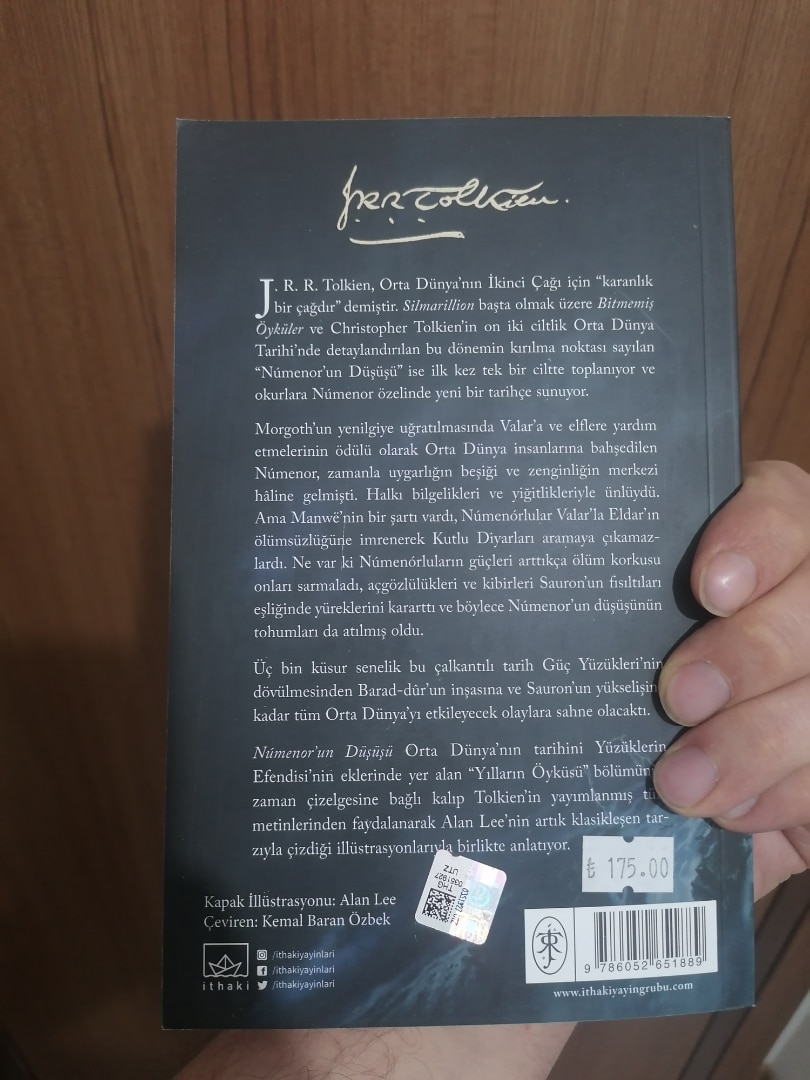 J.R.R. Tolkien.
J. R. R. Tolkien, Orta Dünya'nın İkinci Çağı için “karanlık
bir çağdır” demiştir. Silmarillion başta olmak üzere Bitmemiş
Öyküler ve Christopher Tolkien'in on iki ciltlik Orta Dünya
Tarihi'nde detaylandırılan bu dönemin kırılma noktası sayılan
“Númenor'un Düşüşü” ise ilk kez tek bir ciltte toplanıyor ve
okurlara Númenor özelinde yeni bir tarihçe sunuyor.
Morgoth'un yenilgiye uğratılmasında Valar'a ve elflere yardım
etmelerinin ödülü olarak Orta Dünya insanlarına bahşedilen
Númenor, zamanla uygarlığın beşiği ve zenginliğin merkezi
hâline gelmişti. Halkı bilgelikleri ve yiğitlikleriyle ünlüydü.
Ama Manwë'nin bir şartı vardı, Númenórlular Valar'la Eldar'ın
ölümsüzlüğüne imrenerek Kutlu Diyarları aramaya çıkamaz-
lardı. Ne var ki Númenórluların güçleri arttıkça ölüm korkusu
onları sarmaladı, açgözlülükleri ve kibirleri Sauron'un fısıltıları
eşliğinde yüreklerini kararttı ve böylece Númenor'un düşüşünün
tohumları da atılmış oldu.
Üç bin küsur senelik bu çalkantılı tarih Güç Yüzükleri'nin
dövülmesinden Barad-dûr'un inşasına ve Sauron'un yükselişin
kadar tüm Orta Dünya'yı etkileyecek olaylara sahne olacaktı.
Númenor'un Düşüşü Orta Dünya'nın tarihini Yüzüklerin
Efendisi'nin eklerinde yer alan “Yılların Öyküsü” bölümün
zaman çizelgesine bağlı kalıp Tolkien'in yayımlanmış tü
metinlerinden faydalanarak Alan Lee'nin artık klasikleşen tar-
zıyla çizdiği illüstrasyonlarıyla birlikte anlatıyor.
₺ 175.00
Kapak İllüstrasyonu: Alan Lee
Çeviren: Kemal Baran Özbek
ithaki
/ithakiyayinlari
/ithakiyayinlari
/ithakiyayinlari
THG
0351927
UTZ
9 786052 651889
www.ithakiyayingrubu.com